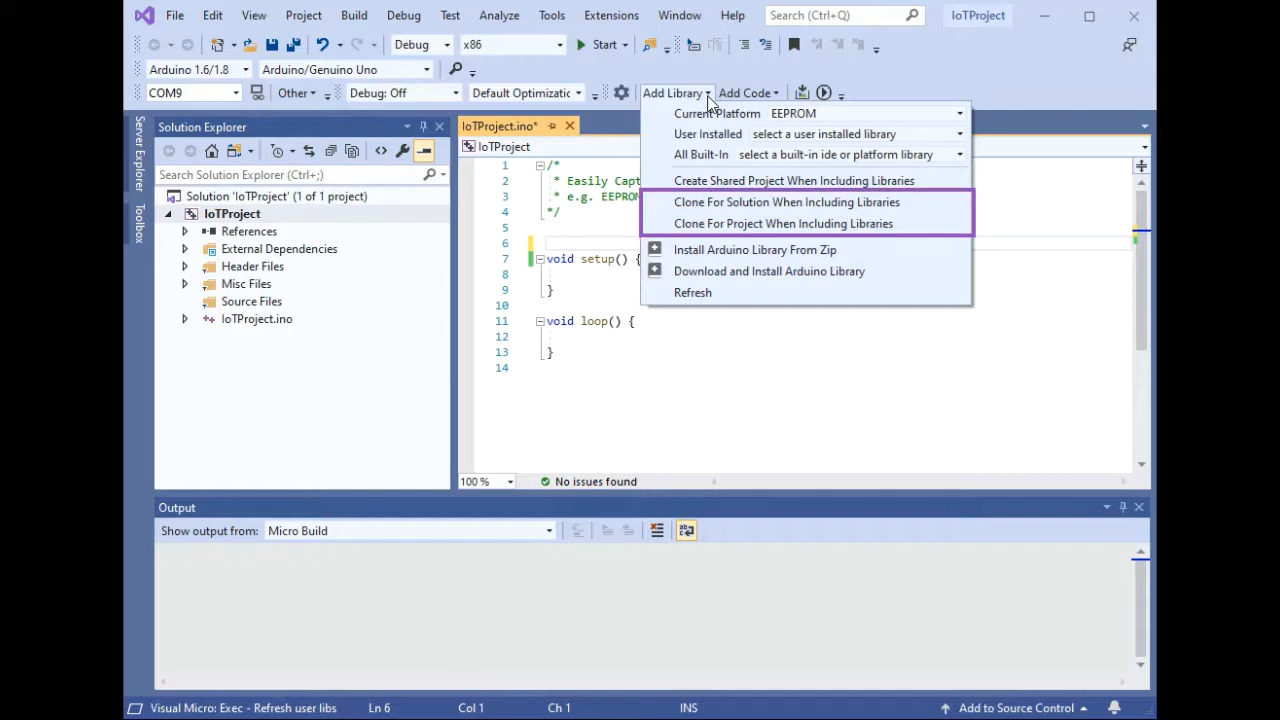 File Edit View Project Build Debug Test Analyze Tools Extensions Window Help Search (Ctrl+Q) IoTProject
Debug x86 Start
Arduino 1.6/1.8 Arduino/Genuino Uno
COM9 Other Debug: Off Default Optimizatic Add Library Add Code
Current Platform EEPROM
User Installed select a user installed library
All Built-In select a built-in ide or platform library
Create Shared Project When Including Libraries
Clone For Solution When Including Libraries
Clone For Project When Including Libraries
Install Arduino Library From Zip
Download and Install Arduino Library
Refresh
Server Explorer
Toolbox
Solution Explorer
Search Solution Explorer (Ctrl+;)
Solution 'IoTProject' (1 of 1 project)
IoTProject
References
External Dependencies
Header Files
Misc Files
Source Files
IoTProject.ino
IoTProject.ino*
IoTProject
1 /*
2 * Easily Capt
3 * e.g. EEPROM
4 */
5
6
7 void setup() {
8
9 }
10
11 void loop() {
12
13 }
14
100 % No issues found
Output
Show output from: Micro Build
Visual Micro: Exec - Refresh user libs Ln 6 Col 1 Ch 1 INS Add to Source Control